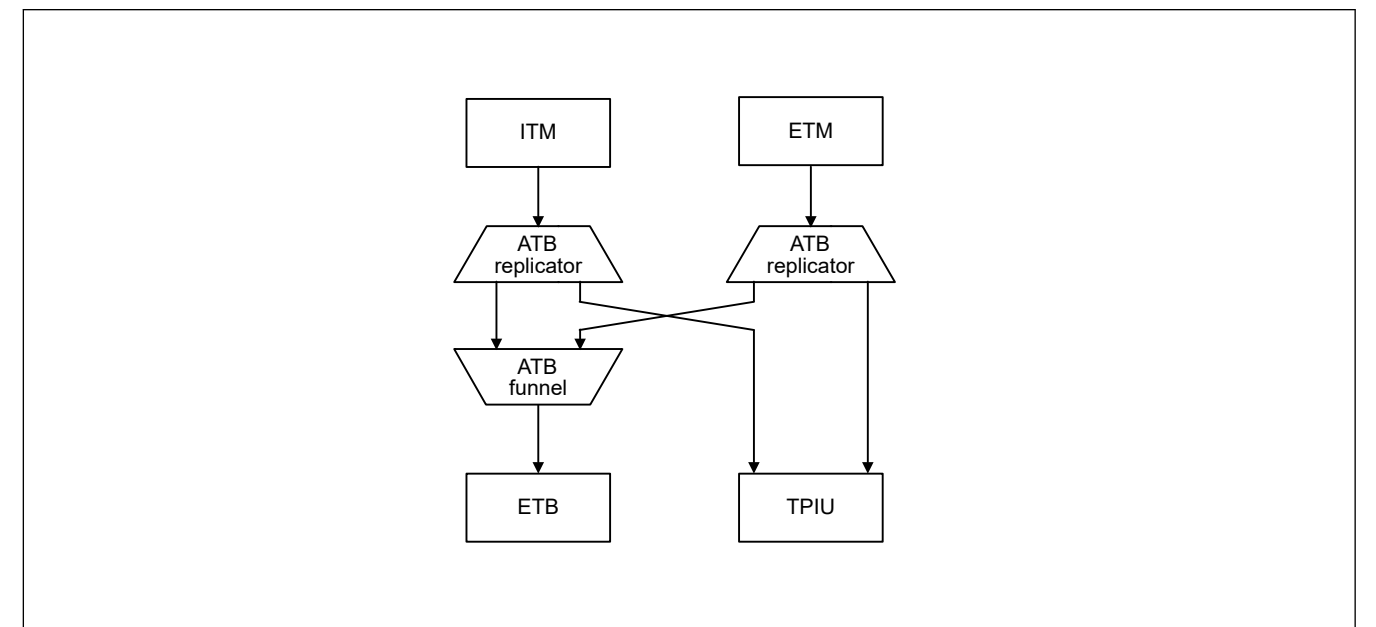 ITM
ETM
ATB
replicator
ATB
replicator
ATB
funnel
ETB
TPIU